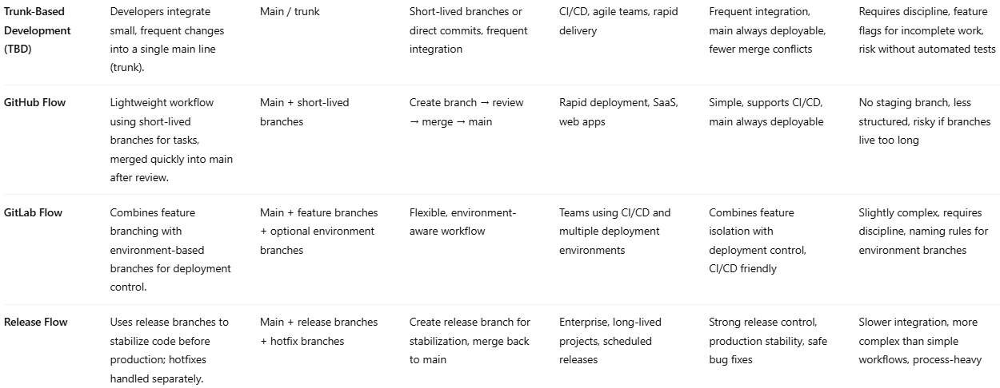 Trunk-Based
Development
(TBD)
Developers integrate
small, frequent changes
into a single main line
(trunk).
Main / trunk
Short-lived branches or
direct commits, frequent
integration
CI/CD, agile teams, rapid
delivery
Frequent integration,
main always deployable,
fewer merge conflicts
Requires discipline, feature
flags for incomplete work,
risk without automated tests
GitHub Flow
Lightweight workflow
using short-lived
branches for tasks,
merged quickly into main
after review.
Main + short-lived
branches
Create branch → review
→ merge → main
Rapid deployment, SaaS,
web apps
Simple, supports CI/CD,
main always deployable
No staging branch, less
structured, risky if branches
live too long
GitLab Flow
Combines feature
branching with
environment-based
branches for deployment
control.
Main + feature branches
+ optional environment
branches
Flexible, environment-
aware workflow
Teams using CI/CD and
multiple deployment
environments
Combines feature
isolation with
deployment control,
CI/CD friendly
Slightly complex, requires
discipline, naming rules for
environment branches
Release Flow
Uses release branches to
stabilize code before
production; hotfixes
handled separately.
Main + release branches
+ hotfix branches
Create release branch for
stabilization, merge back
to main
Enterprise, long-lived
projects, scheduled
releases
Strong release control,
production stability, safe
bug fixes
Slower integration, more
complex than simple
workflows, process-heavy